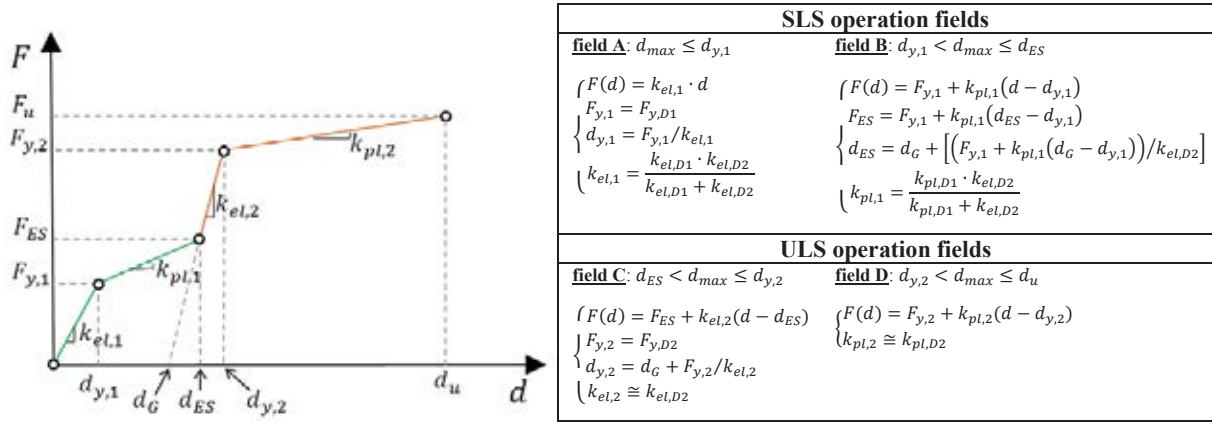 F
F_u
F_{y,2}
F_{ES}
F_{y,1}
k_{pl,2}
k_{el,2}
k_{pl,1}
k_{el,1}
d_{y,1} d_G d_{ES} d_{y,2} d_u d
SLS operation fields
field A: d_{max} ≤ d_{y,1}
F(d) = k_{el,1} · d
F_{y,1} = F_{y,D1}
d_{y,1} = F_{y,1}/k_{el,1}
k_{el,1} = \frac{k_{el,D1} · k_{el,D2}}{k_{el,D1} + k_{el,D2}}
field B: d_{y,1} < d_{max} ≤ d_{ES}
F(d) = F_{y,1} + k_{pl,1}(d − d_{y,1})
F_{ES} = F_{y,1} + k_{pl,1}(d_{ES} − d_{y,1})
d_{ES} = d_G + [(F_{y,1} + k_{pl,1}(d_G − d_{y,1}))/k_{el,D2}]
k_{pl,1} = \frac{k_{pl,D1} · k_{el,D2}}{k_{pl,D1} + k_{el,D2}}
ULS operation fields
field C: d_{ES} < d_{max} ≤ d_{y,2}
F(d) = F_{ES} + k_{el,2}(d − d_{ES})
F_{y,2} = F_{y,D2}
d_{y,2} = d_G + F_{y,2}/k_{el,2}
k_{el,2} ≅ k_{el,D2}
field D: d_{y,2} < d_{max} ≤ d_u
F(d) = F_{y,2} + k_{pl,2}(d − d_{y,2})
k_{pl,2} ≅ k_{pl,D2}